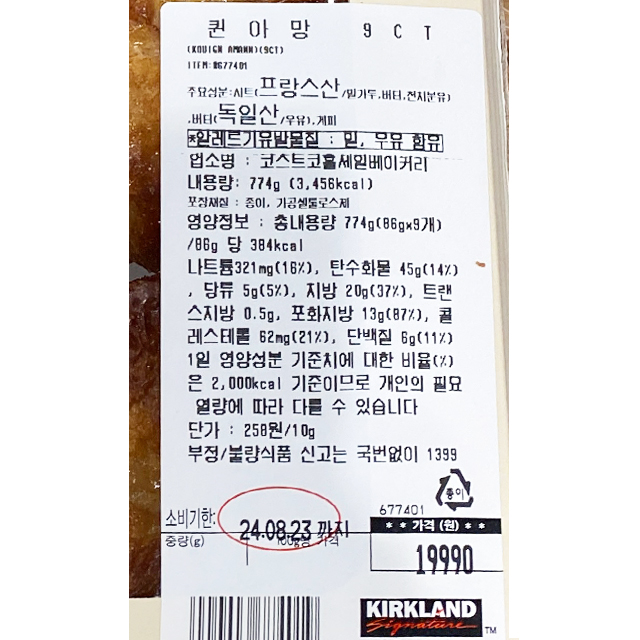 퀸아망 9CT
(KOUIGN AMANN)(9CT)
ITEM:0677401
주요성분:시트(프랑스산/밀가루,버터,전지분유)
,버터(독일산/우유),계피
*알레르기유발물질 : 밀, 우유 함유
업소명 : 코스트코홀세일베이커리
내용량: 774g (3,456kcal)
포장재질 : 종이, 가공셀룰로스제
영양정보 : 총내용량 774g(86g×9개)
/86g 당 384kcal
나트륨321mg(16%), 탄수화물 45g(14%)
, 당류 5g(5%), 지방 20g(37%), 트랜
스지방 0.5g, 포화지방 13g(87%), 콜
레스테롤 62mg(21%), 단백질 6g(11%)
1일 영양성분 기준치에 대한 비율(%)
은 2,000kcal 기준이므로 개인의 필요
열량에 따라 다를 수 있습니다
단가 : 258원/10g
부정/불량식품 신고는 국번없이 1399
종이
677401
소비기한: 24.08.23 까지
중량(g) 100g당 가격
**가격(원)**
19990
KIRKLAND
Signature TM